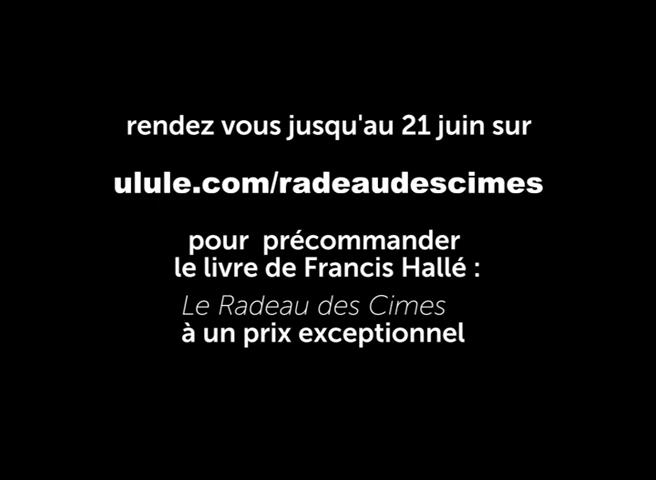 rendez vous jusqu'au 21 juin sur
ulule.com/radeaudescimes
pour précommander
le livre de Francis Hallé :
Le Radeau des Cimes
à un prix exceptionnel